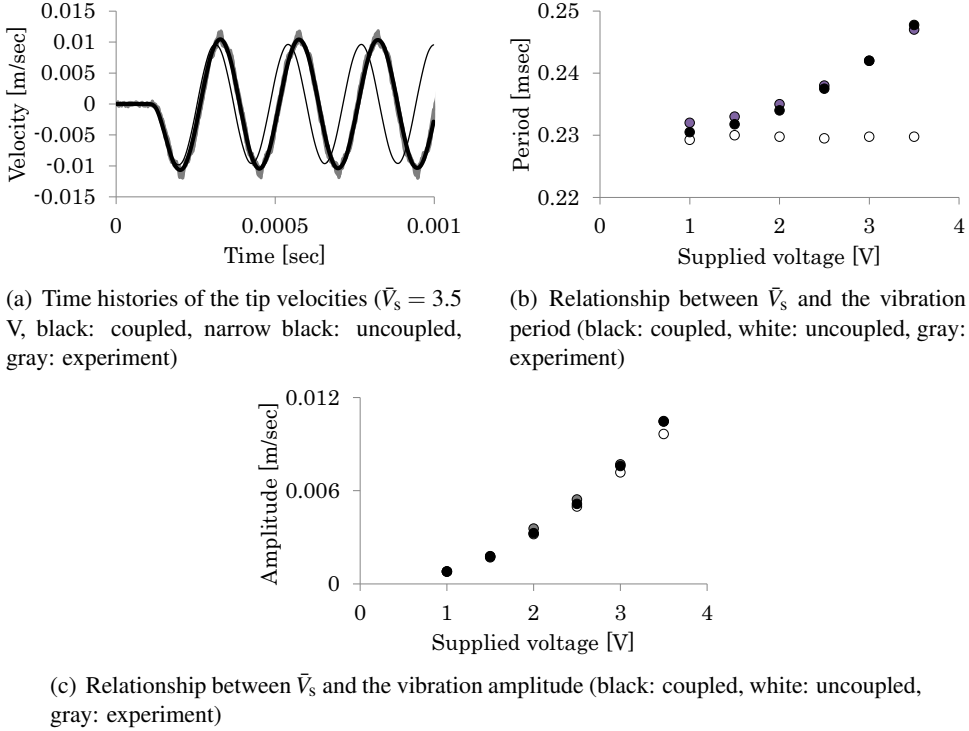 0.015
0.01
0.005
0
-0.005
-0.01
-0.015
Velocity [m/sec]
0
0.0005
0.001
Time [sec]
0.25
0.24
0.23
0.22
Period [msec]
0
1
2
3
4
Supplied voltage [V]
(a) Time histories of the tip velocities (V̄s = 3.5
V, black: coupled, narrow black: uncoupled,
gray: experiment)
(b) Relationship between V̄s and the vibration
period (black: coupled, white: uncoupled, gray:
experiment)
0.012
0.006
0
Amplitude [m/sec]
0
1
2
3
4
Supplied voltage [V]
(c) Relationship between V̄s and the vibration amplitude (black: coupled, white: uncoupled,
gray: experiment)